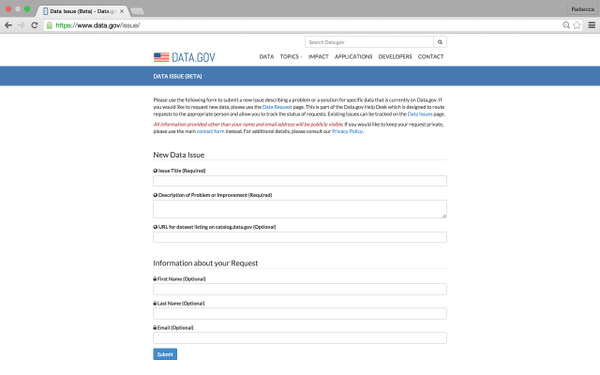 Data Issue (Beta) - Data.go
Rebecca
https://www.data.gov/issue/
Search Data.gov
DATA.GOV
DATA TOPICS IMPACT APPLICATIONS DEVELOPERS CONTACT
DATA ISSUE (BETA)
Please use the following form to submit a new issue describing a problem or a solution for specific data that is currently on Data.gov. If
you would like to request new data, please use the Data Request page. This is part of the Data.gov Help Desk which is designed to route
requests to the appropriate person and allow you to track the status of requests. Existing issues can be tracked on the Data Issues page.
All information provided other than your name and email address will be publicly visible. If you would like to keep your request private,
please use the main contact form instead. For additional details, please consult our Privacy Policy.
New Data Issue
Issue Title (Required)
Description of Problem or Improvement (Required)
URL for dataset listing on catalog.data.gov (Optional)
Information about your Request
First Name (Optional)
Last Name (Optional)
Email (Optional)
Submit